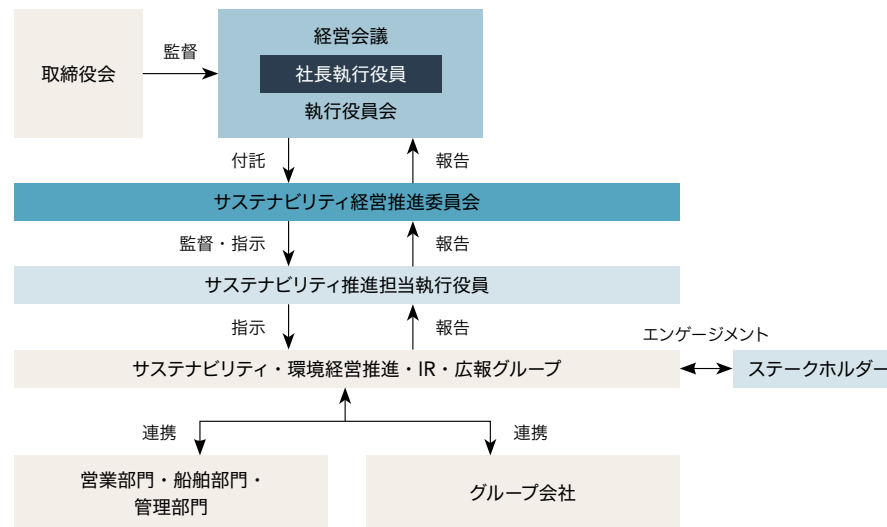 取締役会
監督
経営会議
社長執行役員
執行役員会
付託
報告
サステナビリティ経営推進委員会
監督・指示
報告
サステナビリティ推進担当執行役員
指示
報告
エンゲージメント
サステナビリティ・環境経営推進・IR・広報グループ
ステークホルダー
連携
連携
営業部門・船舶部門・
管理部門
グループ会社